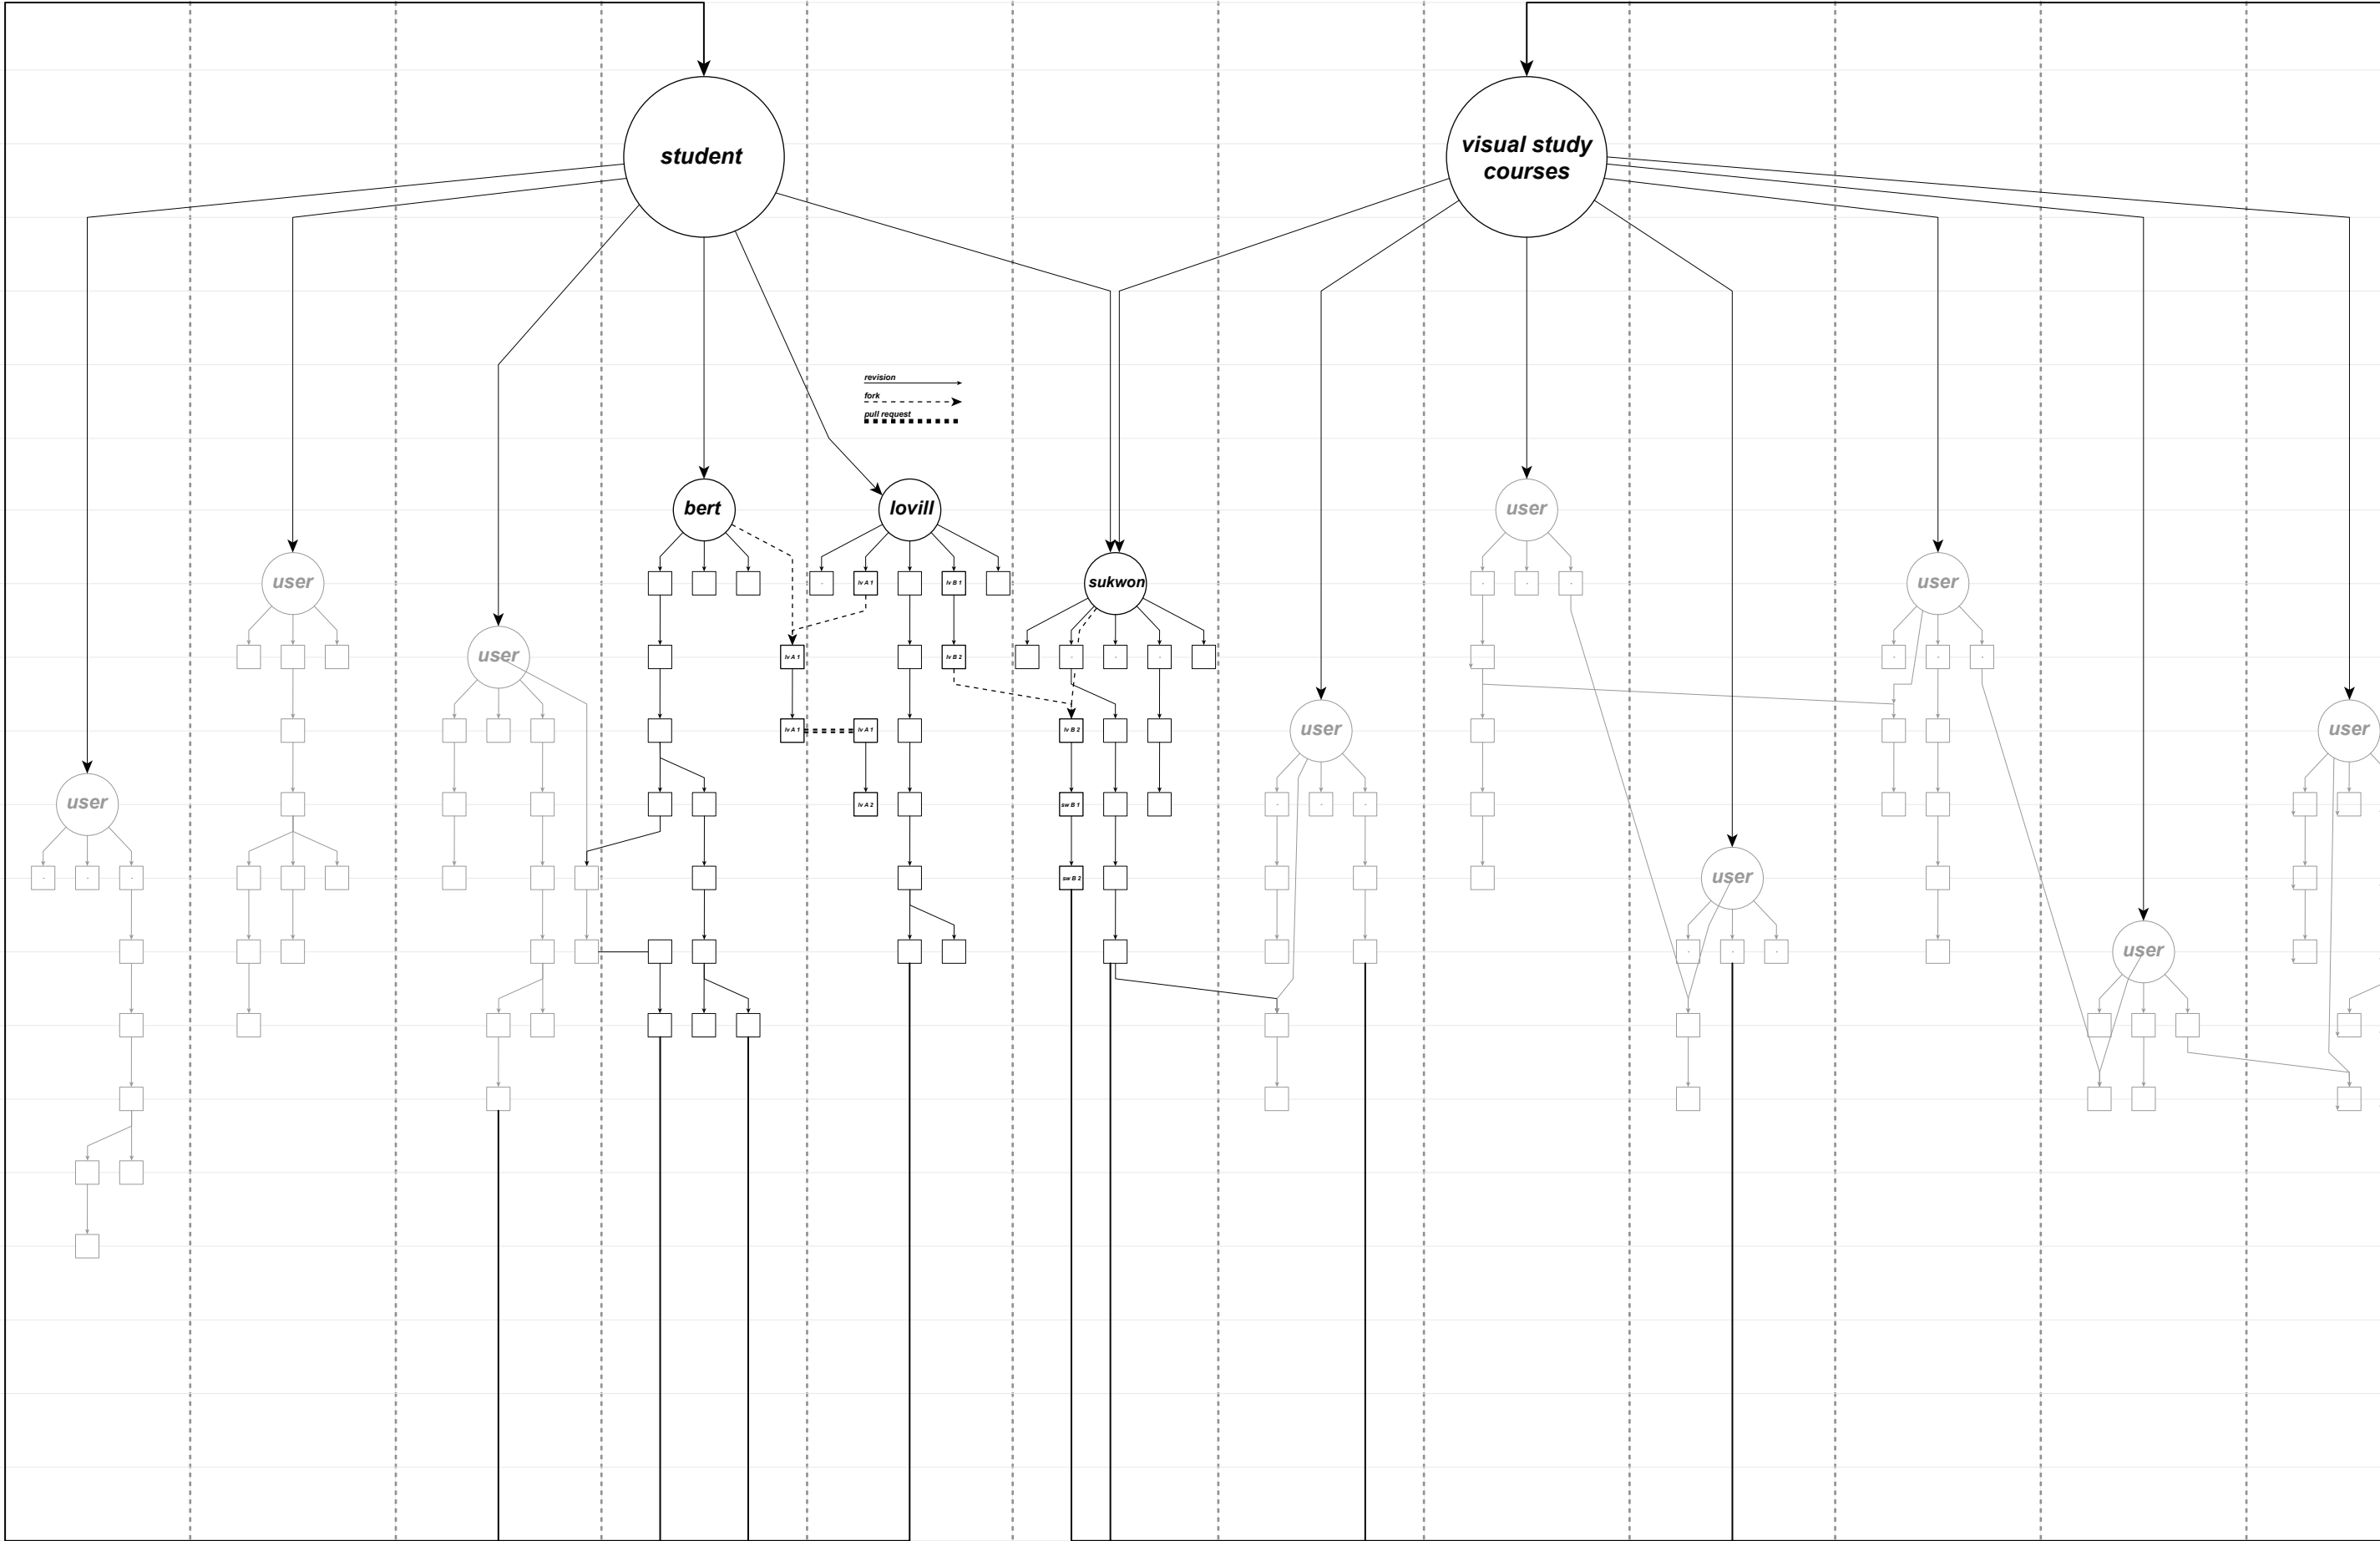 student
visual study
courses
revision
fork
pull request
bert
lovill
user
user
lv A 1
lv B 1
sukwon
user
user
lv A 1
lv B 2
user
lv A 1
lv A 1
lv B 2
user
user
user
lv A 2
sw B 1
sw B 2
user
user